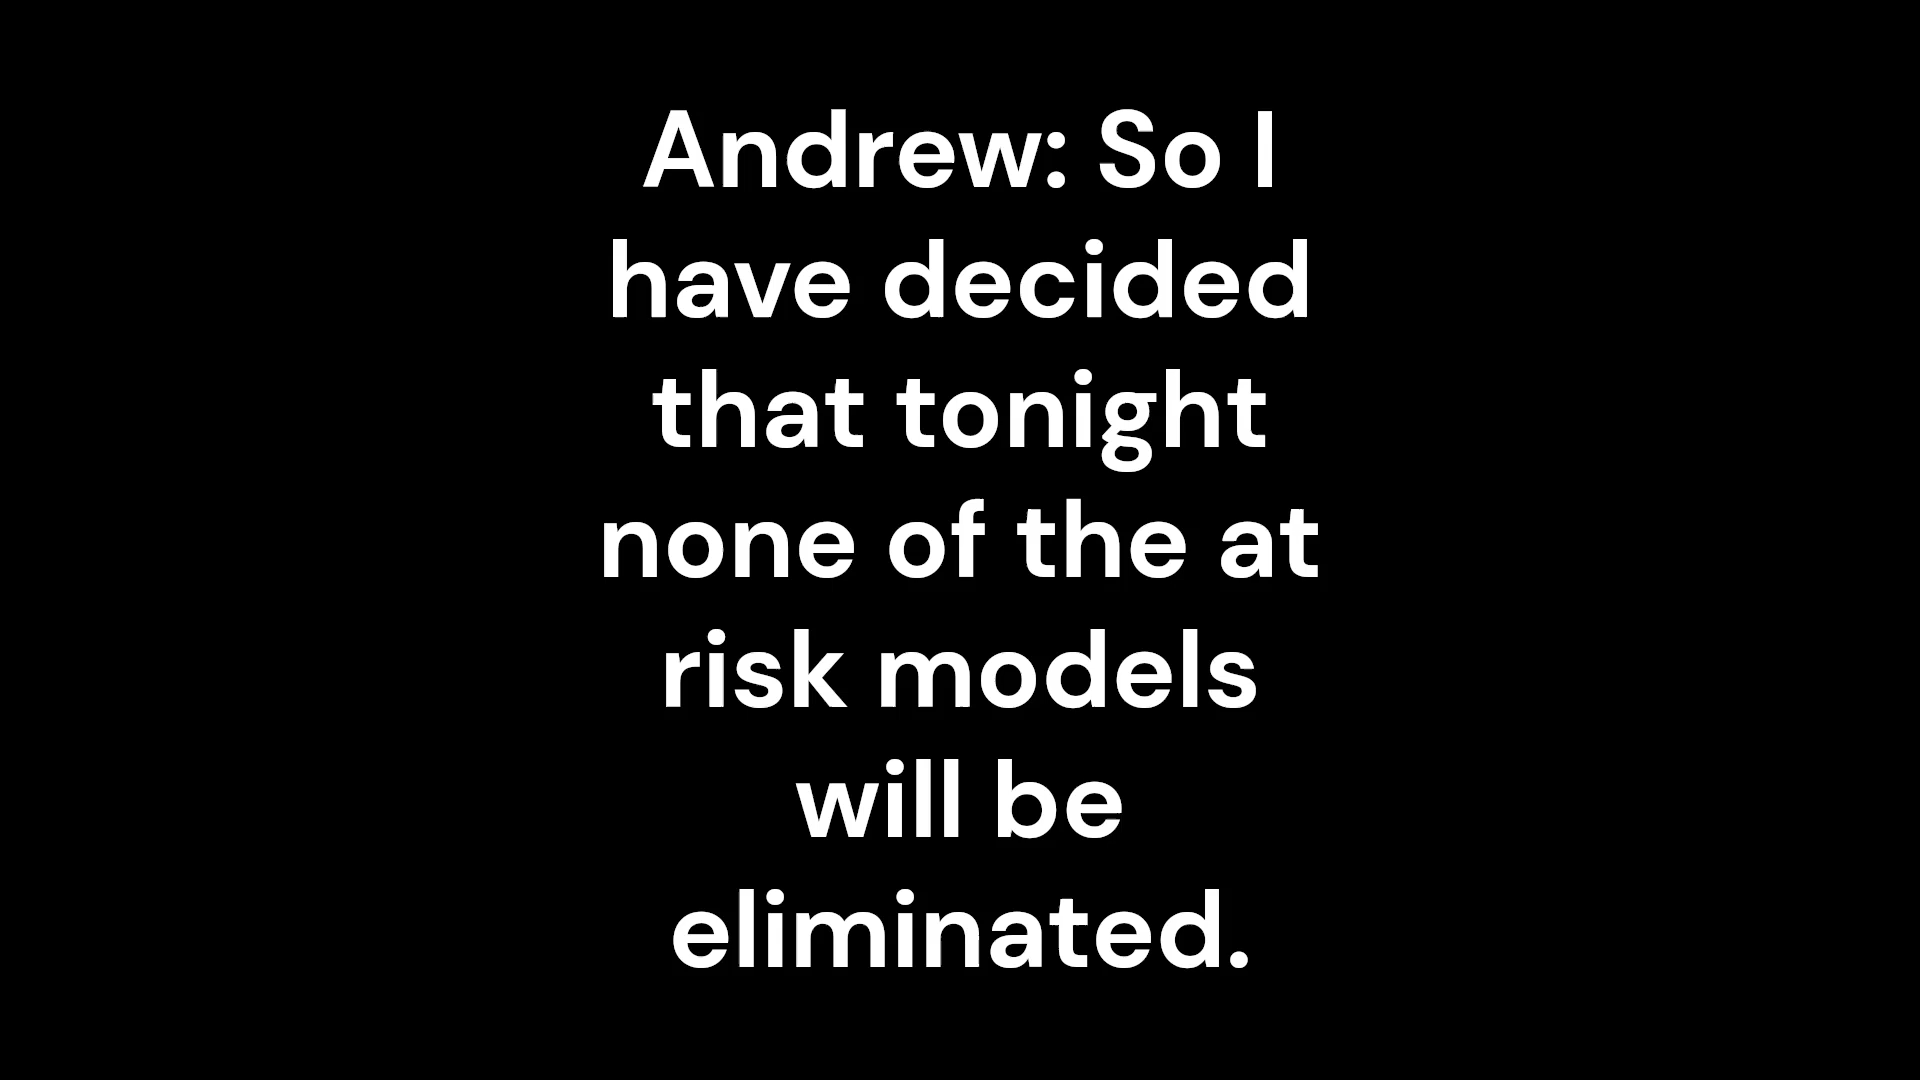 Andrew: So I
have decided
that tonight
none of the at
risk models
will be
eliminated.